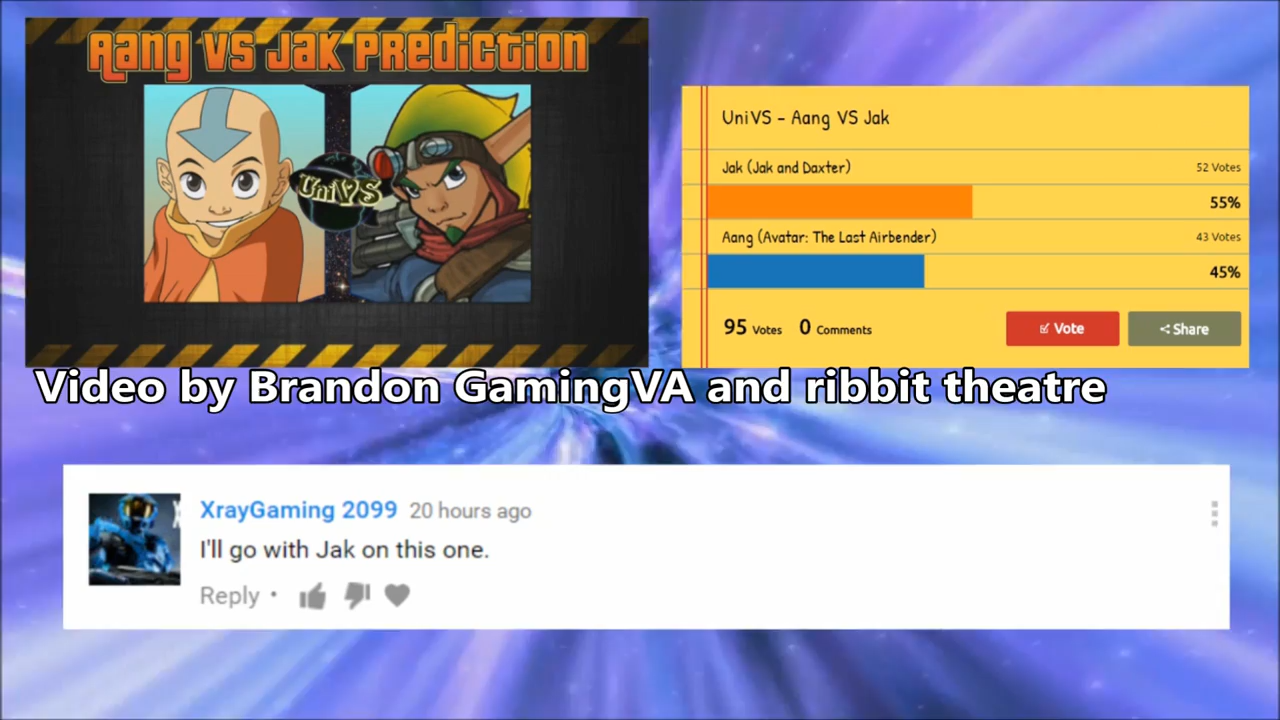 Aang VS Jak Prediction
UniVS
UniVS - Aang VS Jak
Jak (Jak and Daxter)
52 Votes
55%
Aang (Avatar: The Last Airbender)
43 Votes
45%
95 Votes 0 Comments
Vote
Share
Video by Brandon GamingVA and ribbit theatre
XrayGaming 2099 20 hours ago
I'll go with Jak on this one.
Reply •